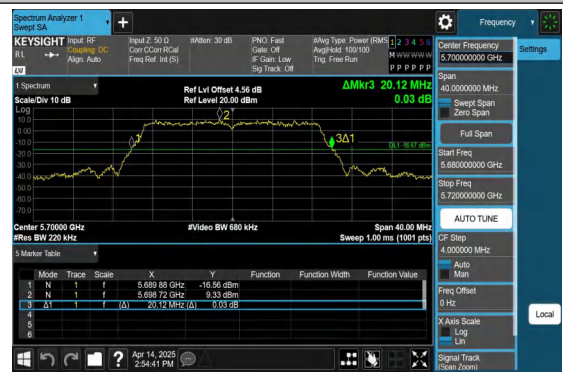 Spectrum Analyzer 1
Swept SA
Frequency
KEYSIGHT Input: RF Input Z: 50 Ω #Atten: 30 dB PNO: Fast #Avg Type: Power (RMS 1 2 3 4 5 6
RL Coupling: DC Corr CCorr RCal Gate: Off Avg|Hold: 100/100 M W W W W W
Align: Auto Freq Ref: Int (S) IF Gain: Low Trig: Free Run P P P P P P
Sig Track: Off
LXI
1 Spectrum
Ref Lvl Offset 4.56 dB
ΔMkr3 20.12 MHz
Scale/Div 10 dB
Ref Level 20.00 dBm
0.03 dB
Log
10.0
0.00
-10.0
-20.0
-30.0
-40.0
-50.0
-60.0
-70.0
1
2
3Δ1
DL1 -16.67 dBm
Center 5.70000 GHz #Video BW 680 kHz Span 40.00 MHz
#Res BW 220 kHz Sweep 1.00 ms (1001 pts)
5 Marker Table
Mode Trace Scale X Y Function Function Width Function Value
1 N 1 f 5.689 88 GHz -16.56 dBm
2 N 1 f 5.698 72 GHz 9.33 dBm
3 Δ1 1 f (Δ) 20.12 MHz (Δ) 0.03 dB
4
5
6
Apr 14, 2025
2:54:41 PM
Center Frequency
5.700000000 GHz
Settings
Span
40.0000000 MHz
Swept Span
Zero Span
Full Span
Start Freq
5.680000000 GHz
Stop Freq
5.720000000 GHz
AUTO TUNE
CF Step
4.000000 MHz
Auto
Man
Freq Offset
0 Hz
Local
X Axis Scale
Log
Lin
Signal Track
(Span Zoom)